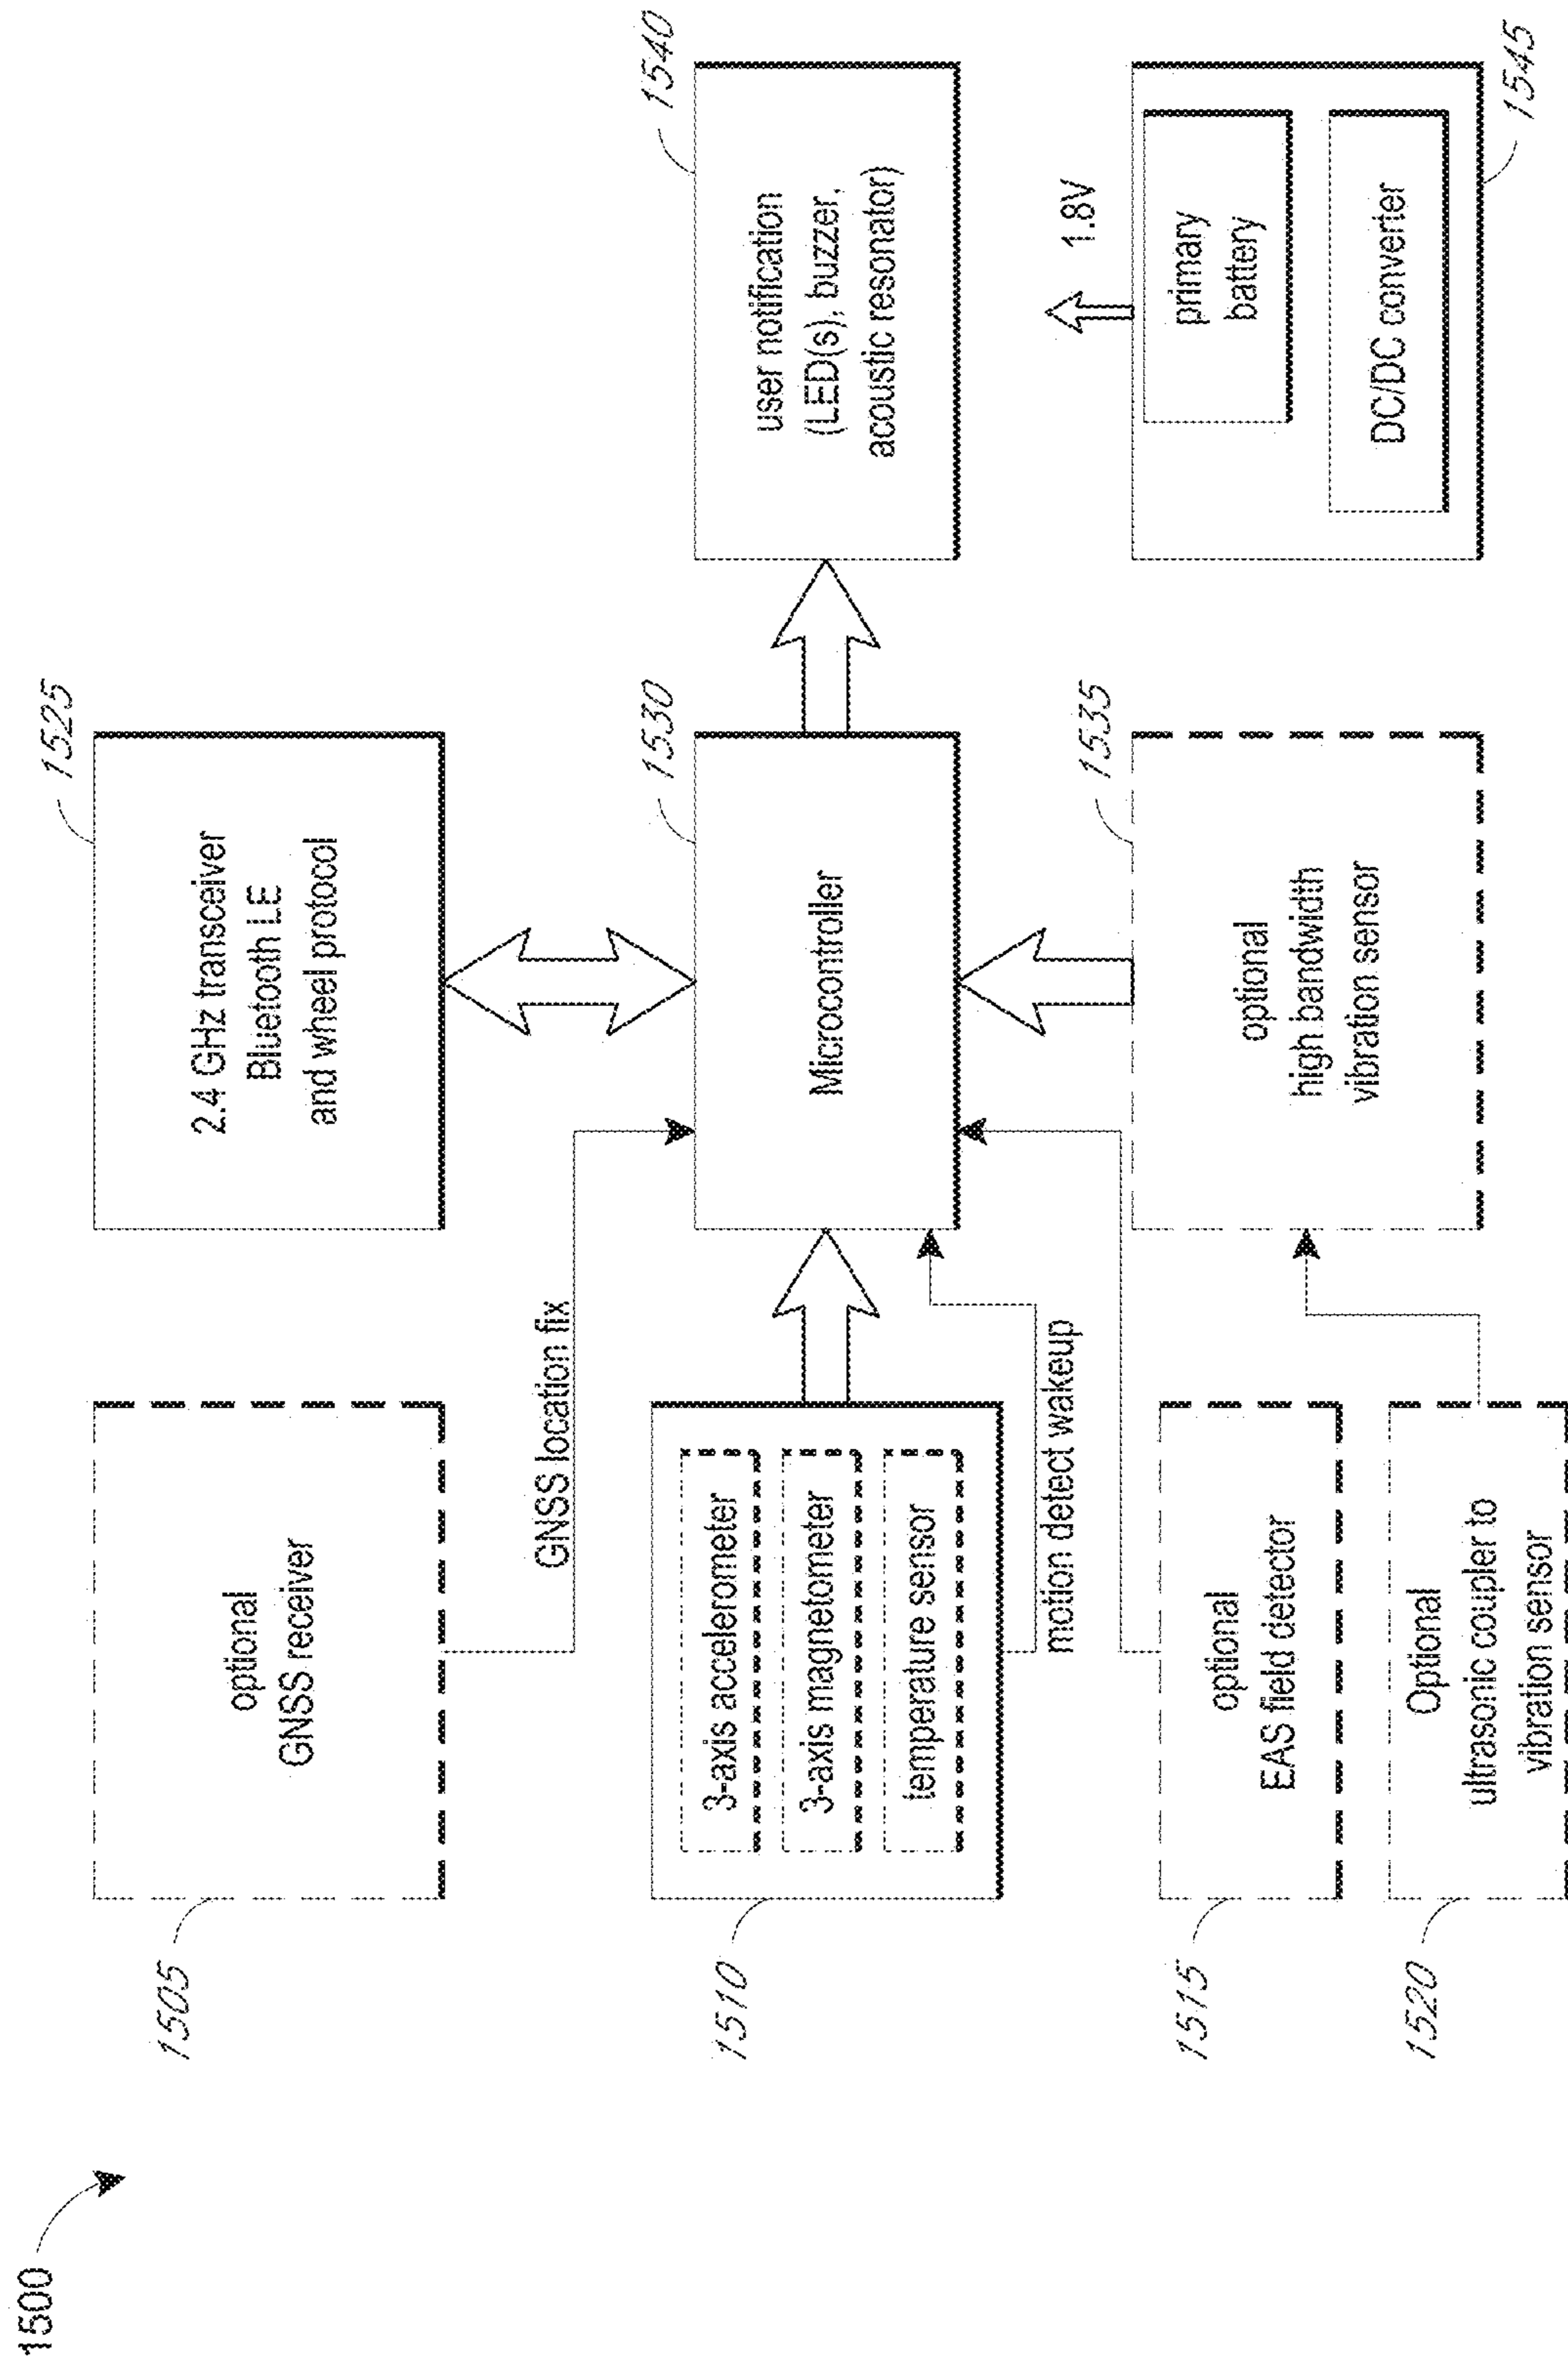 1500
1505
optional
GNSS receiver
GNSS location fix
1510
3-axis accelerometer
3-axis magnetometer
temperature sensor
motion detect wakeup
1515
optional
EAS field detector
1520
Optional
ultrasonic coupler to
vibration sensor
1525
2.4 GHz transceiver
Bluetooth LE
and wheel protocol
1530
Microcontroller
1535
optional
high bandwidth
vibration sensor
1540
user notification
(LED(s), buzzer,
acoustic resonator)
1.8V
primary
battery
DC/DC converter
1545